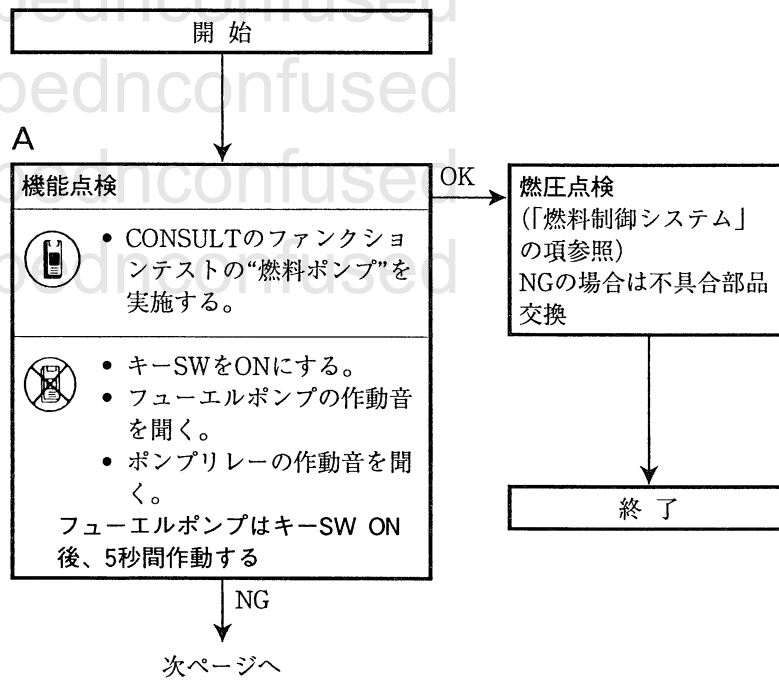 pednconfused
開 始
pednconfused
A
pednconfused
機能点検
• CONSULTのファンクショ
ンテストの“燃料ポンプ”を
実施する。
pednconfused
• キーSWをONにする。
• フューエルポンプの作動音
を聞く。
• ポンプリレーの作動音を聞
く。
フューエルポンプはキーSW ON
後、5秒間作動する
OK
燃圧点検
(「燃料制御システム」
の項参照)
NGの場合は不具合部品
交換
終 了
NG
次ページへ